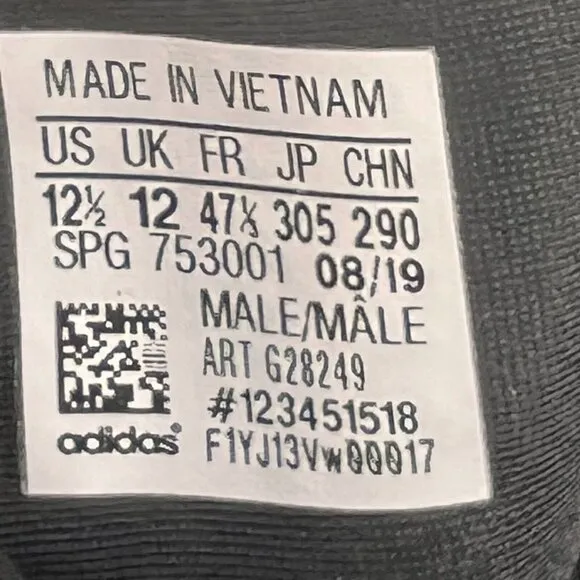 MADE IN VIETNAM
US UK FR JP CHN
12½ 12 47⅓ 305 290
SPG 753001 08/19
MALE/MÂLE
ART G28249
#123451518
adidas® F1YJ13Vw00017